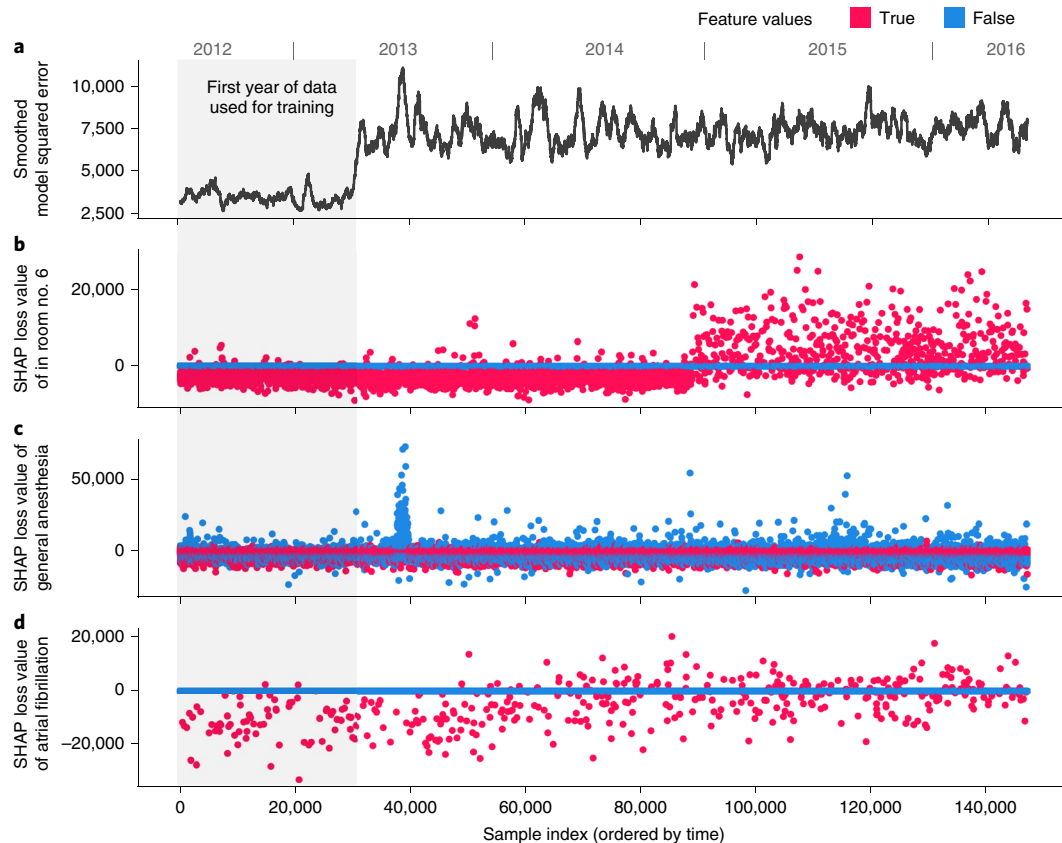 Feature values True False
a
2012 2013 2014 2015 2016
Smoothed
model squared error
10,000
7,500
5,000
2,500
First year of data
used for training
b
SHAP loss value
of in room no. 6
20,000
0
c
SHAP loss value of
general anesthesia
50,000
0
d
SHAP loss value
of atrial fibrillation
20,000
0
–20,000
0 20,000 40,000 60,000 80,000 100,000 120,000 140,000
Sample index (ordered by time)